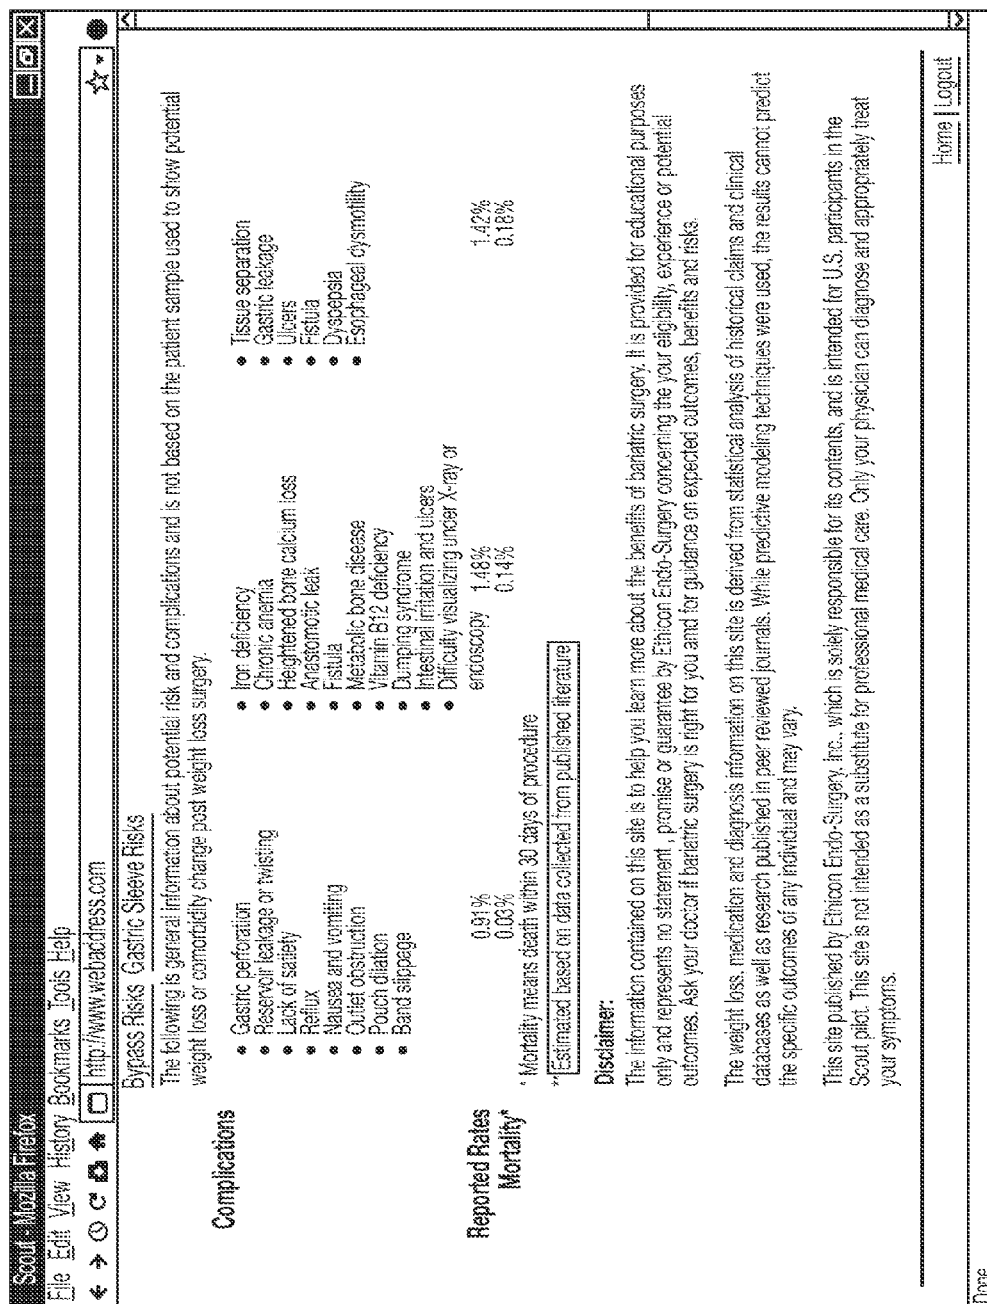 Scout - Mozilla Firefox
File Edit View History Bookmarks Tools Help
http://www.webaddress.com
Bypass Risks Gastric Sleeve Risks
The following is general information about potential risk and complications and is not based on the patient sample used to show potential
weight loss or comorbidity change post weight loss surgery.
Complications
• Gastric perforation
• Reservoir leakage or twisting
• Lack of satiety
• Reflux
• Nausea and vomiting
• Outlet obstruction
• Pouch dilation
• Band slippage
• Iron deficiency
• Chronic anemia
• Heightened bone calcium loss
• Anastomotic leak
• Fistula
• Metabolic bone disease
• Vitamin B12 deficiency
• Dumping syndrome
• Intestinal irritation and ulcers
• Difficulty visualizing under X-ray or
encoscopy
• Tissue separation
• Gastric leakage
• Ulcers
• Fistula
• Dyspepsia
• Esophageal dysmotility
Reported Rates 0.91% 1.48% 1.42%
Mortality* 0.03% 0.14% 0.18%
* Mortality means death within 30 days of procedure
** Estimated based on data collected from published literature
Disclaimer:
The information contained on this site is to help you learn more about the benefits of bariatric surgery. It is provided for educational purposes
only and represents no statement , promise or guarantee by Ethicon Endo-Surgery concerning the your eligibility, experience or potential
outcomes. Ask your doctor if bariatric surgery is right for you amd for guidance on expected outcomes, benefits and risks.
The weight loss, medication and diagnosis information on this site is derived from statistical analysis of historical claims and clinical
databases as well as research published in peer reviewed journals. While predictive modeling techniques were used, the results cannot predict
the specific outcomes of any individual and may vary.
This site published by Ethicon Endo-Surgery, Inc., which is solely responsible for its contents, and is intended for U.S. participants in the
Scout pilot. This site is not intended as a substitute for professional medical care. Only your physician can diagnose and appropriately treat
your symptoms.
Home | Logout
Done